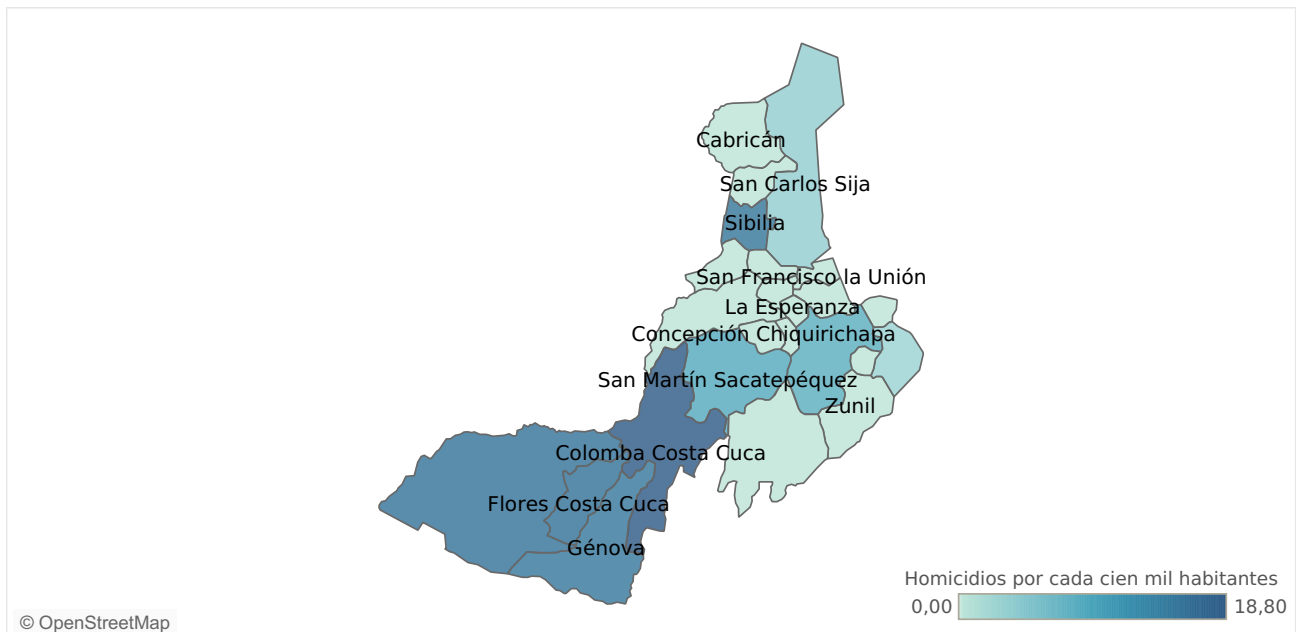 Cabricán
San Carlos Sija
Sibilia
San Francisco la Unión
La Esperanza
Concepción Chiquirichapa
San Martín Sacatepéquez
Zunil
Colomba Costa Cuca
Flores Costa Cuca
Génova
Homicidios por cada cien mil habitantes
0,00 18,80
© OpenStreetMap